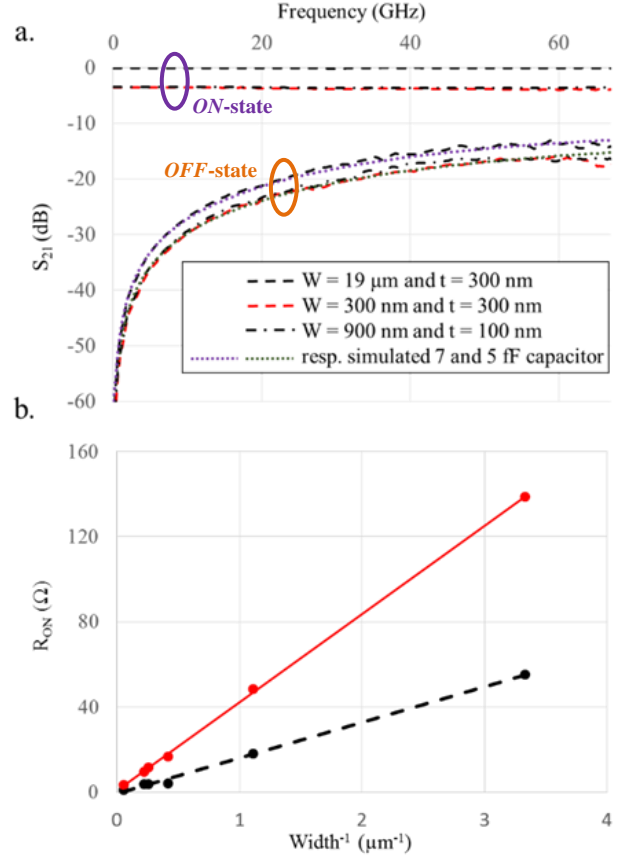 a.
Frequency (GHz)
0 20 40 60
0
-10
-20
-30
-40
-50
-60
S21 (dB)
ON-state
OFF-state
W = 19 μm and t = 300 nm
W = 300 nm and t = 300 nm
W = 900 nm and t = 100 nm
resp. simulated 7 and 5 fF capacitor
b.
160
120
80
40
0
RON (Ω)
0 1 2 3 4
Width-1 (μm-1)